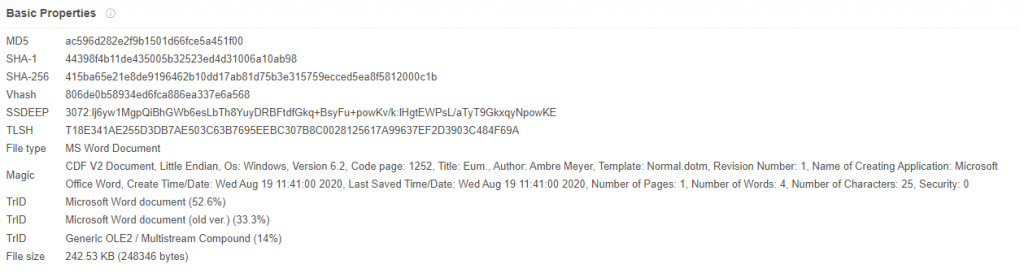 Basic Properties
MD5 ac596d282e2f9b1501d66fce5a451f00
SHA-1 44398f4b11de435005b32523ed4d31006a10ab98
SHA-256 415ba65e21e8de9196462b10dd17ab81d75b3e315759ecced5ea8f5812000c1b
Vhash 806de0b58934ed6fca886ea337e6a568
SSDEEP 3072:Ij6yw1MgpQiBhGWb6esLbTh8YuyDRBFtdfGkq+BsyFu+powKv/k:IHgtEWPsL/aTyT9GkxqyNpowKE
TLSH T18E341AE255D3DB7AE503C63B7695EEBC307B8C0028125617A99637EF2D3903C484F69A
File type MS Word Document
Magic CDF V2 Document, Little Endian, Os: Windows, Version 6.2, Code page: 1252, Title: Eum., Author: Ambre Meyer, Template: Normal.dotm, Revision Number: 1, Name of Creating Application: Microsoft
Office Word, Create Time/Date: Wed Aug 19 11:41:00 2020, Last Saved Time/Date: Wed Aug 19 11:41:00 2020, Number of Pages: 1, Number of Words: 4, Number of Characters: 25, Security: 0
TrID Microsoft Word document (52.6%)
TrID Microsoft Word document (old ver.) (33.3%)
TrID Generic OLE2 / Multistream Compound (14%)
File size 242.53 KB (248346 bytes)